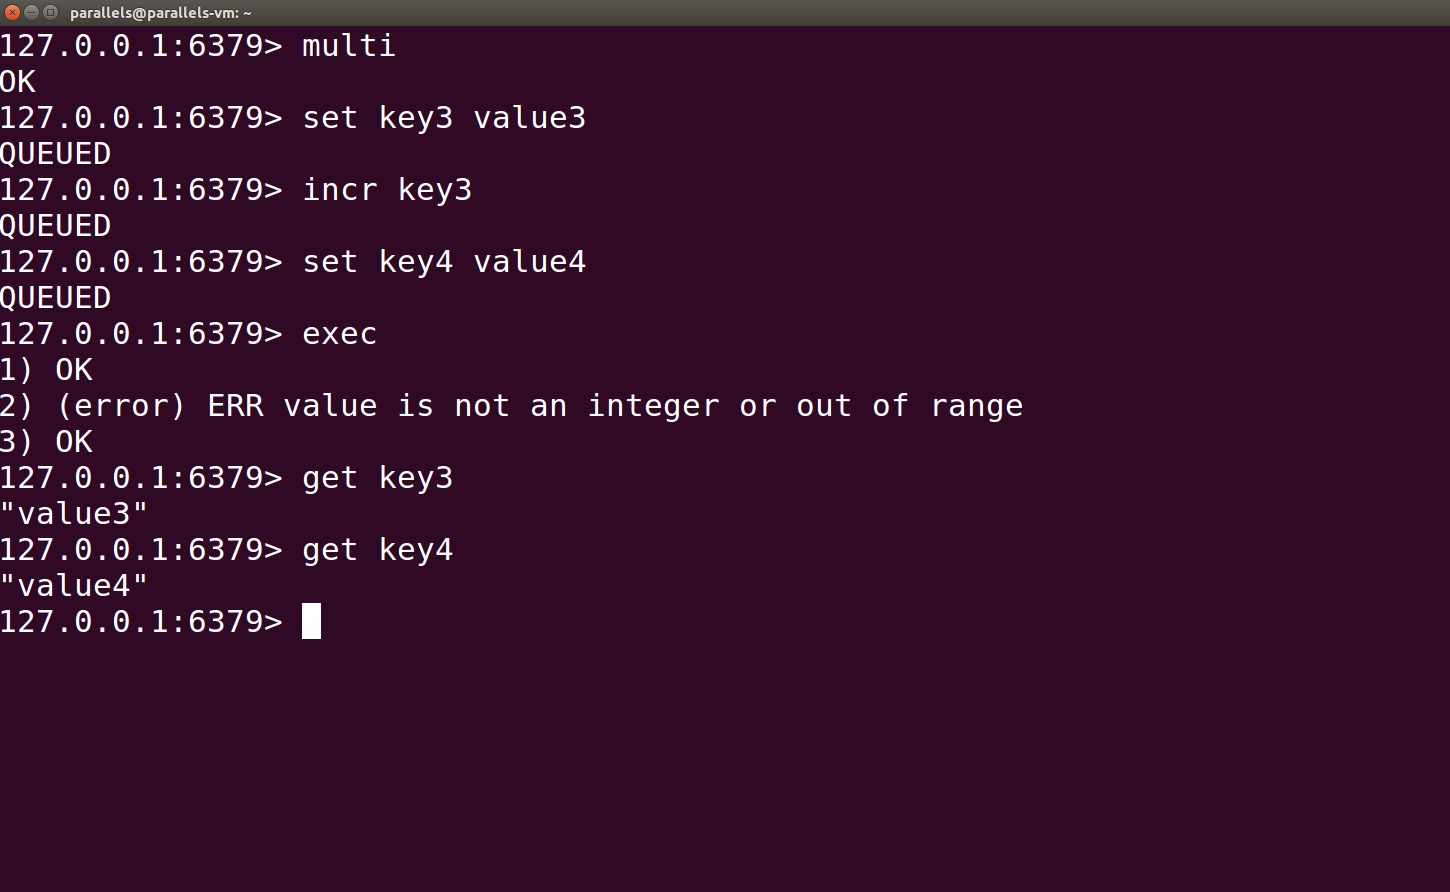 parallels@parallels-vm: ~
127.0.0.1:6379> multi
OK
127.0.0.1:6379> set key3 value3
QUEUED
127.0.0.1:6379> incr key3
QUEUED
127.0.0.1:6379> set key4 value4
QUEUED
127.0.0.1:6379> exec
1) OK
2) (error) ERR value is not an integer or out of range
3) OK
127.0.0.1:6379> get key3
"value3"
127.0.0.1:6379> get key4
"value4"
127.0.0.1:6379>